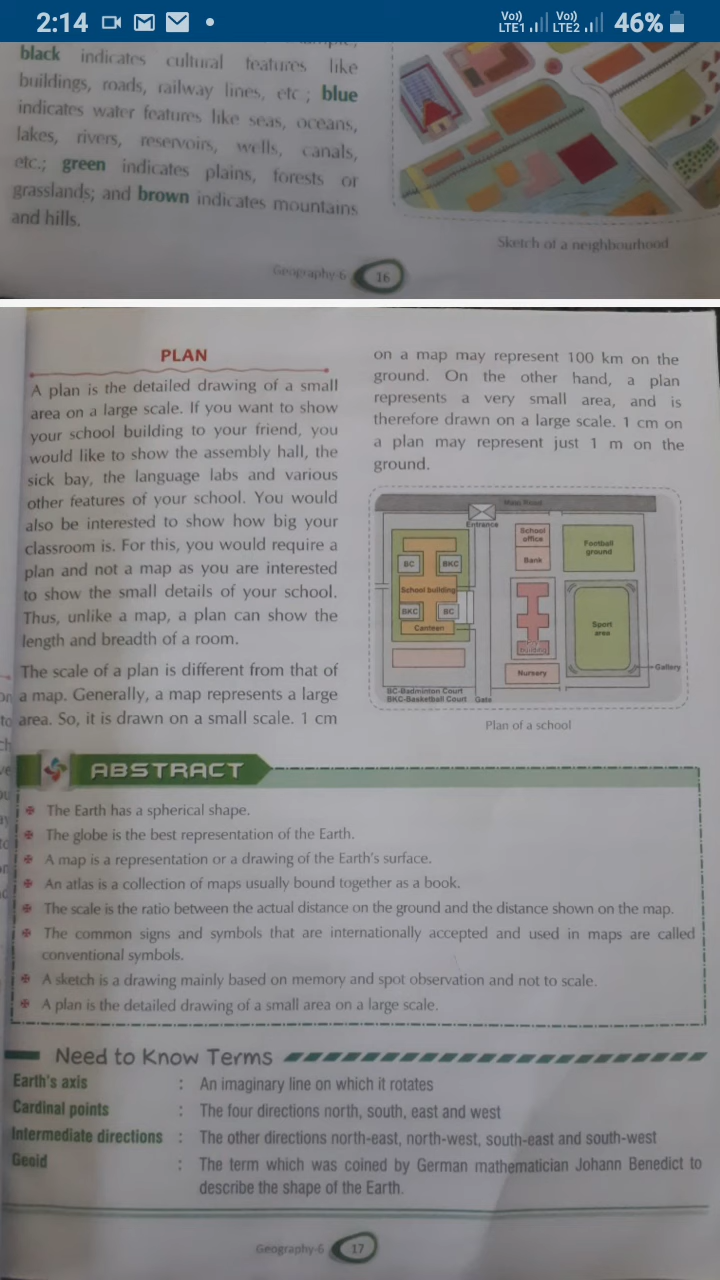 2:14
Vo)) LTE1 Vo)) LTE2 46%
black indicates cultural features like
buildings, roads, railway lines, etc.; blue
indicates water features like seas, oceans,
lakes, rivers, reservoirs, wells, canals,
etc.; green indicates plains, forests or
grasslands; and brown indicates mountains
and hills.
Sketch of a neighbourhood
Geography-6 16
PLAN
A plan is the detailed drawing of a small
area on a large scale. If you want to show
your school building to your friend, you
would like to show the assembly hall, the
sick bay, the language labs and various
other features of your school. You would
also be interested to show how big your
classroom is. For this, you would require a
plan and not a map as you are interested
to show the small details of your school.
Thus, unlike a map, a plan can show the
length and breadth of a room.
The scale of a plan is different from that of
a map. Generally, a map represents a large
area. So, it is drawn on a small scale. 1 cm
on a map may represent 100 km on the
ground. On the other hand, a plan
represents a very small area, and is
therefore drawn on a large scale. 1 cm on
a plan may represent just 1 m on the
ground.
Main Road
Entrance
School
office
Bank
Football
ground
BC
BKC
School building
BKC
BC
Canteen
building
Sport
area
Nursery
Gallery
BC-Badminton Court
BKC-Basketball Court
Gate
Plan of a school
ABSTRACT
The Earth has a spherical shape.
The globe is the best representation of the Earth.
A map is a representation or a drawing of the Earth's surface.
An atlas is a collection of maps usually bound together as a book.
The scale is the ratio between the actual distance on the ground and the distance shown on the map.
The common signs and symbols that are internationally accepted and used in maps are called
conventional symbols.
A sketch is a drawing mainly based on memory and spot observation and not to scale.
A plan is the detailed drawing of a small area on a large scale.
Need to Know Terms
Earth's axis : An imaginary line on which it rotates
Cardinal points : The four directions north, south, east and west
Intermediate directions : The other directions north-east, north-west, south-east and south-west
Geoid : The term which was coined by German mathematician Johann Benedict to
describe the shape of the Earth.
Geography-6 17